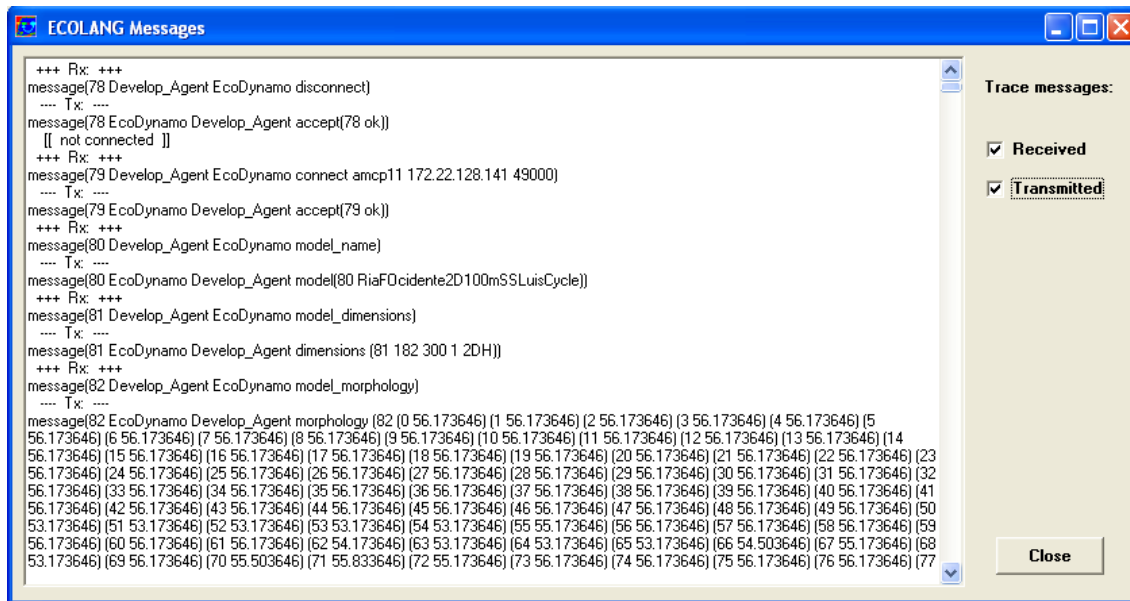 ECOLANG Messages
+++ Rx: +++
message(78 Develop_Agent EcoDynamo disconnect)
---- Tx: ----
message(78 EcoDynamo Develop_Agent accept(78 ok))
[[ not connected ]]
+++ Rx: +++
message(79 Develop_Agent EcoDynamo connect amcp11 172.22.128.141 49000)
---- Tx: ----
message(79 EcoDynamo Develop_Agent accept(79 ok))
+++ Rx: +++
message(80 Develop_Agent EcoDynamo model_name)
---- Tx: ----
message(80 EcoDynamo Develop_Agent model(80 RiaFOcidente2D100mSSLuisCycle))
+++ Rx: +++
message(81 Develop_Agent EcoDynamo model_dimensions)
---- Tx: ----
message(81 EcoDynamo Develop_Agent dimensions (81 182 300 1 2DH))
+++ Rx: +++
message(82 Develop_Agent EcoDynamo model_morphology)
---- Tx: ----
message(82 EcoDynamo Develop_Agent morphology (82 (0 56.173646) (1 56.173646) (2 56.173646) (3 56.173646) (4 56.173646) (5
56.173646) (6 56.173646) (7 56.173646) (8 56.173646) (9 56.173646) (10 56.173646) (11 56.173646) (12 56.173646) (13 56.173646) (14
56.173646) (15 56.173646) (16 56.173646) (17 56.173646) (18 56.173646) (19 56.173646) (20 56.173646) (21 56.173646) (22 56.173646) (23
56.173646) (24 56.173646) (25 56.173646) (26 56.173646) (27 56.173646) (28 56.173646) (29 56.173646) (30 56.173646) (31 56.173646) (32
56.173646) (33 56.173646) (34 56.173646) (35 56.173646) (36 56.173646) (37 56.173646) (38 56.173646) (39 56.173646) (40 56.173646) (41
56.173646) (42 56.173646) (43 56.173646) (44 56.173646) (45 56.173646) (46 56.173646) (47 56.173646) (48 56.173646) (49 56.173646) (50
53.173646) (51 53.173646) (52 53.173646) (53 53.173646) (54 53.173646) (55 55.173646) (56 56.173646) (57 56.173646) (58 56.173646) (59
56.173646) (60 56.173646) (61 56.173646) (62 54.173646) (63 53.173646) (64 53.173646) (65 53.173646) (66 54.503646) (67 55.173646) (68
53.173646) (69 56.173646) (70 55.503646) (71 55.833646) (72 55.173646) (73 56.173646) (74 56.173646) (75 56.173646) (76 56.173646) (77
Trace messages:
Received
Transmitted
Close